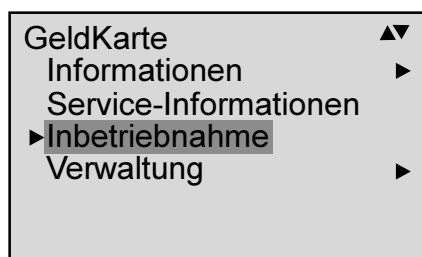 GeldKarte
Informationen
Service-Informationen
Inbetriebnahme
Verwaltung